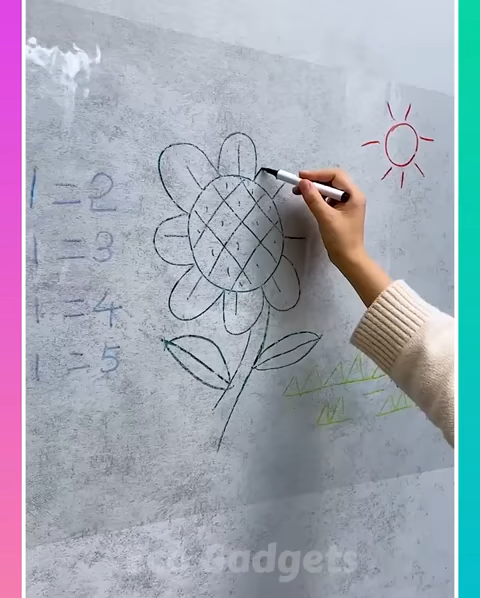 1 = 2
1 = 3
1 = 4
1 = 5
Gadgets